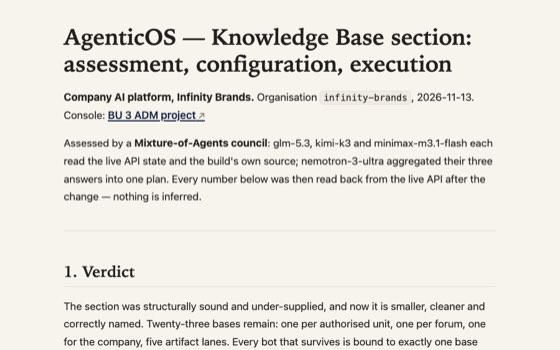 AgenticOS — Knowledge Base section:
assessment, configuration, execution
Company AI platform, Infinity Brands. Organisation infinity-brands , 2026-11-13.
Console: BU 3 ADM project ↗
Assessed by a Mixture-of-Agents council: glm-5.3, kimi-k3 and minimax-m3.1-flash each
read the live API state and the build's own source; nemotron-3-ultra aggregated their three
answers into one plan. Every number below was then read back from the live API after the
change — nothing is inferred.
1. Verdict
The section was structurally sound and under-supplied, and now it is smaller, cleaner and
correctly named. Twenty-three bases remain: one per authorised unit, one per forum, one
for the company, five artifact lanes. Every bot that survives is bound to exactly one base